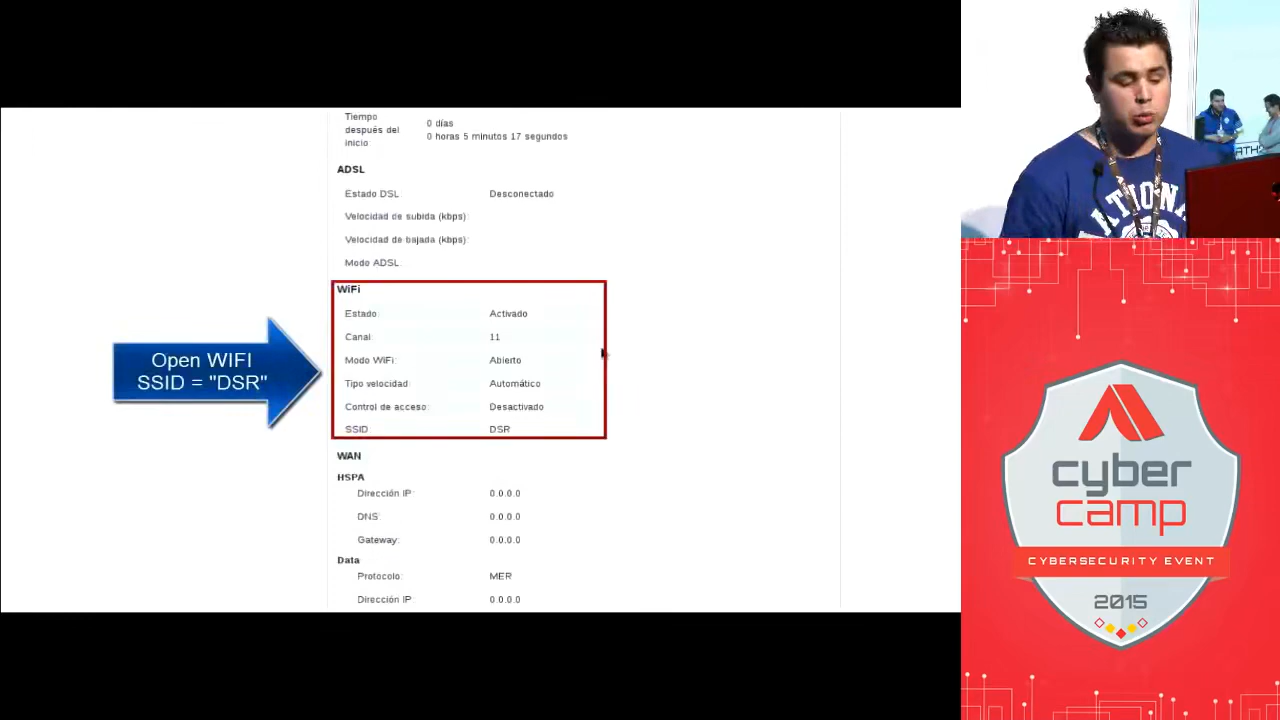 Tiempo
después del
inicio
0 días
0 horas 5 minutos 17 segundos
ADSL
Estado DSL: Desconectado
Velocidad de subida (kbps):
Velocidad de bajada (kbps):
Modo ADSL:
WiFi
Estado: Activado
Canal: 11
Modo WiFi: Abierto
Tipo velocidad: Automático
Control de acceso: Desactivado
SSID: DSR
WAN
HSPA
Dirección IP: 0.0.0.0
DNS: 0.0.0.0
Gateway: 0.0.0.0
Data
Protocolo: MER
Dirección IP: 0.0.0.0
Open WIFI
SSID = "DSR"
cyber
camp
CYBERSECURITY EVENT
2015